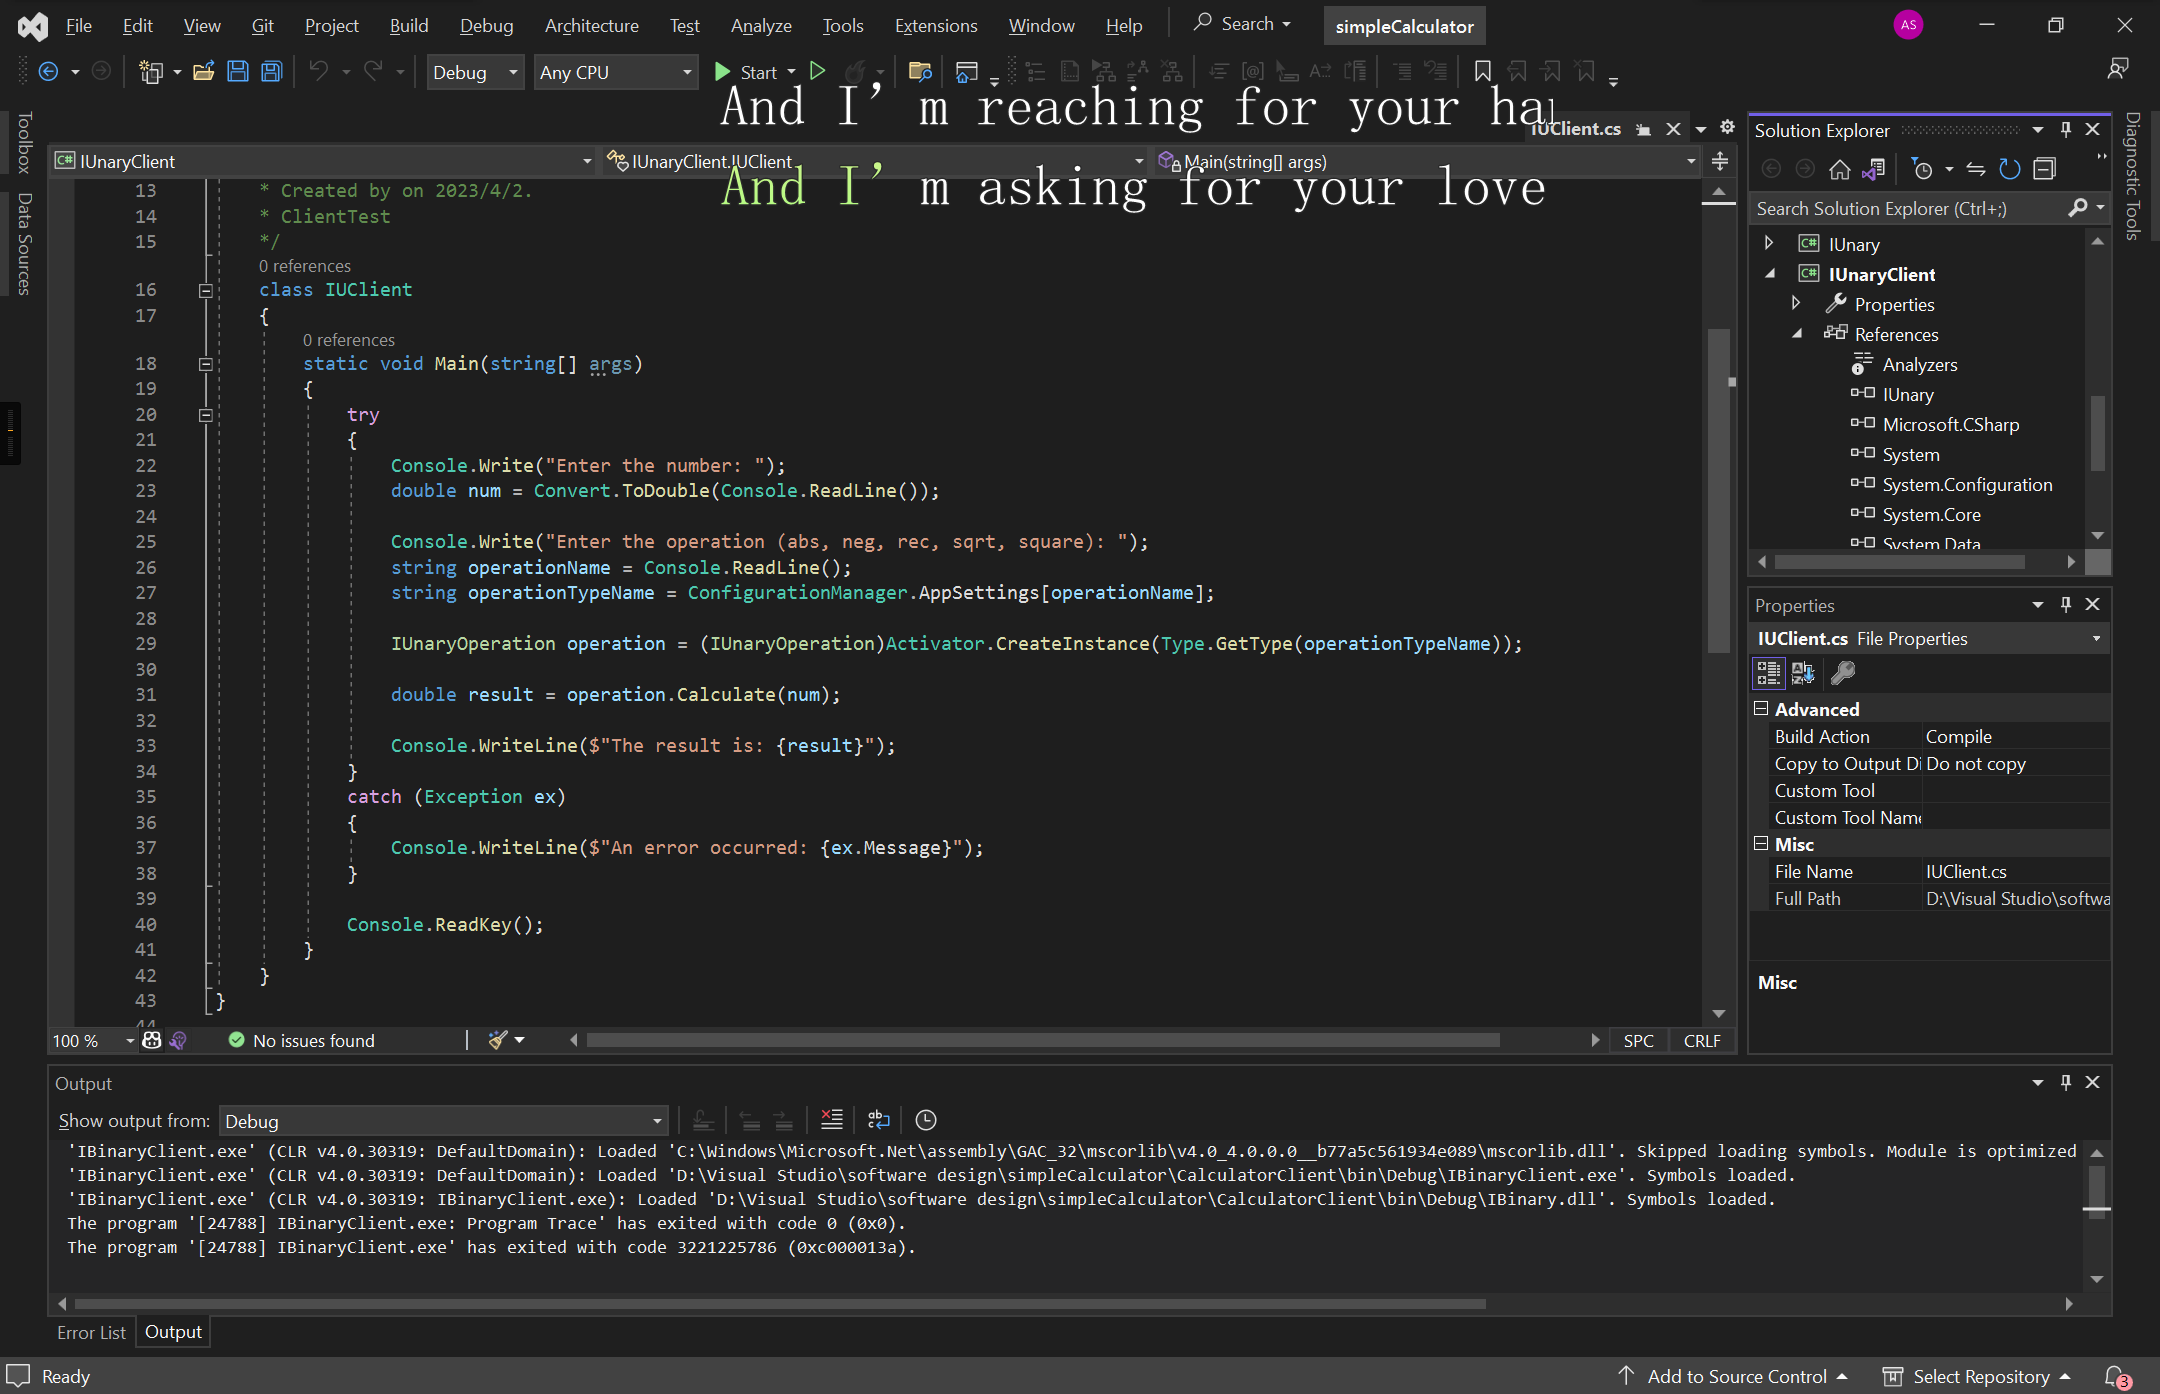 File Edit View Git Project Build Debug Architecture Test Analyze Tools Extensions Window Help Search simpleCalculator AS
Debug Any CPU Start
And I’m reaching for your ha
IUClient.cs
IUnaryClient IUnaryClient.IUClient Main(string[] args)
And I’m asking for your love
Toolbox
Data Sources
13 * Created by on 2023/4/2.
14 * ClientTest
15 */
0 references
16 class IUClient
17 {
0 references
18 static void Main(string[] args)
19 {
20 try
21 {
22 Console.Write("Enter the number: ");
23 double num = Convert.ToDouble(Console.ReadLine());
24
25 Console.Write("Enter the operation (abs, neg, rec, sqrt, square): ");
26 string operationName = Console.ReadLine();
27 string operationTypeName = ConfigurationManager.AppSettings[operationName];
28
29 IUnaryOperation operation = (IUnaryOperation)Activator.CreateInstance(Type.GetType(operationTypeName));
30
31 double result = operation.Calculate(num);
32
33 Console.WriteLine($"The result is: {result}");
34 }
35 catch (Exception ex)
36 {
37 Console.WriteLine($"An error occurred: {ex.Message}");
38 }
39
40 Console.ReadKey();
41 }
42 }
43 }
44
100 % No issues found SPC CRLF
Solution Explorer
Search Solution Explorer (Ctrl+;)
C# IUnary
C# IUnaryClient
Properties
References
Analyzers
IUnary
Microsoft.CSharp
System
System.Configuration
System.Core
System.Data
Diagnostic Tools
Properties
IUClient.cs File Properties
Advanced
Build Action Compile
Copy to Output Di Do not copy
Custom Tool
Custom Tool Name
Misc
File Name IUClient.cs
Full Path D:\Visual Studio\softwa
Misc
Output
Show output from: Debug
'IBinaryClient.exe' (CLR v4.0.30319: DefaultDomain): Loaded 'C:\Windows\Microsoft.Net\assembly\GAC_32\mscorlib\v4.0_4.0.0.0__b77a5c561934e089\mscorlib.dll'. Skipped loading symbols. Module is optimized
'IBinaryClient.exe' (CLR v4.0.30319: DefaultDomain): Loaded 'D:\Visual Studio\software design\simpleCalculator\CalculatorClient\bin\Debug\IBinaryClient.exe'. Symbols loaded.
'IBinaryClient.exe' (CLR v4.0.30319: IBinaryClient.exe): Loaded 'D:\Visual Studio\software design\simpleCalculator\CalculatorClient\bin\Debug\IBinary.dll'. Symbols loaded.
The program '[24788] IBinaryClient.exe: Program Trace' has exited with code 0 (0x0).
The program '[24788] IBinaryClient.exe' has exited with code 3221225786 (0xc000013a).
Error List Output
Ready Add to Source Control Select Repository 3